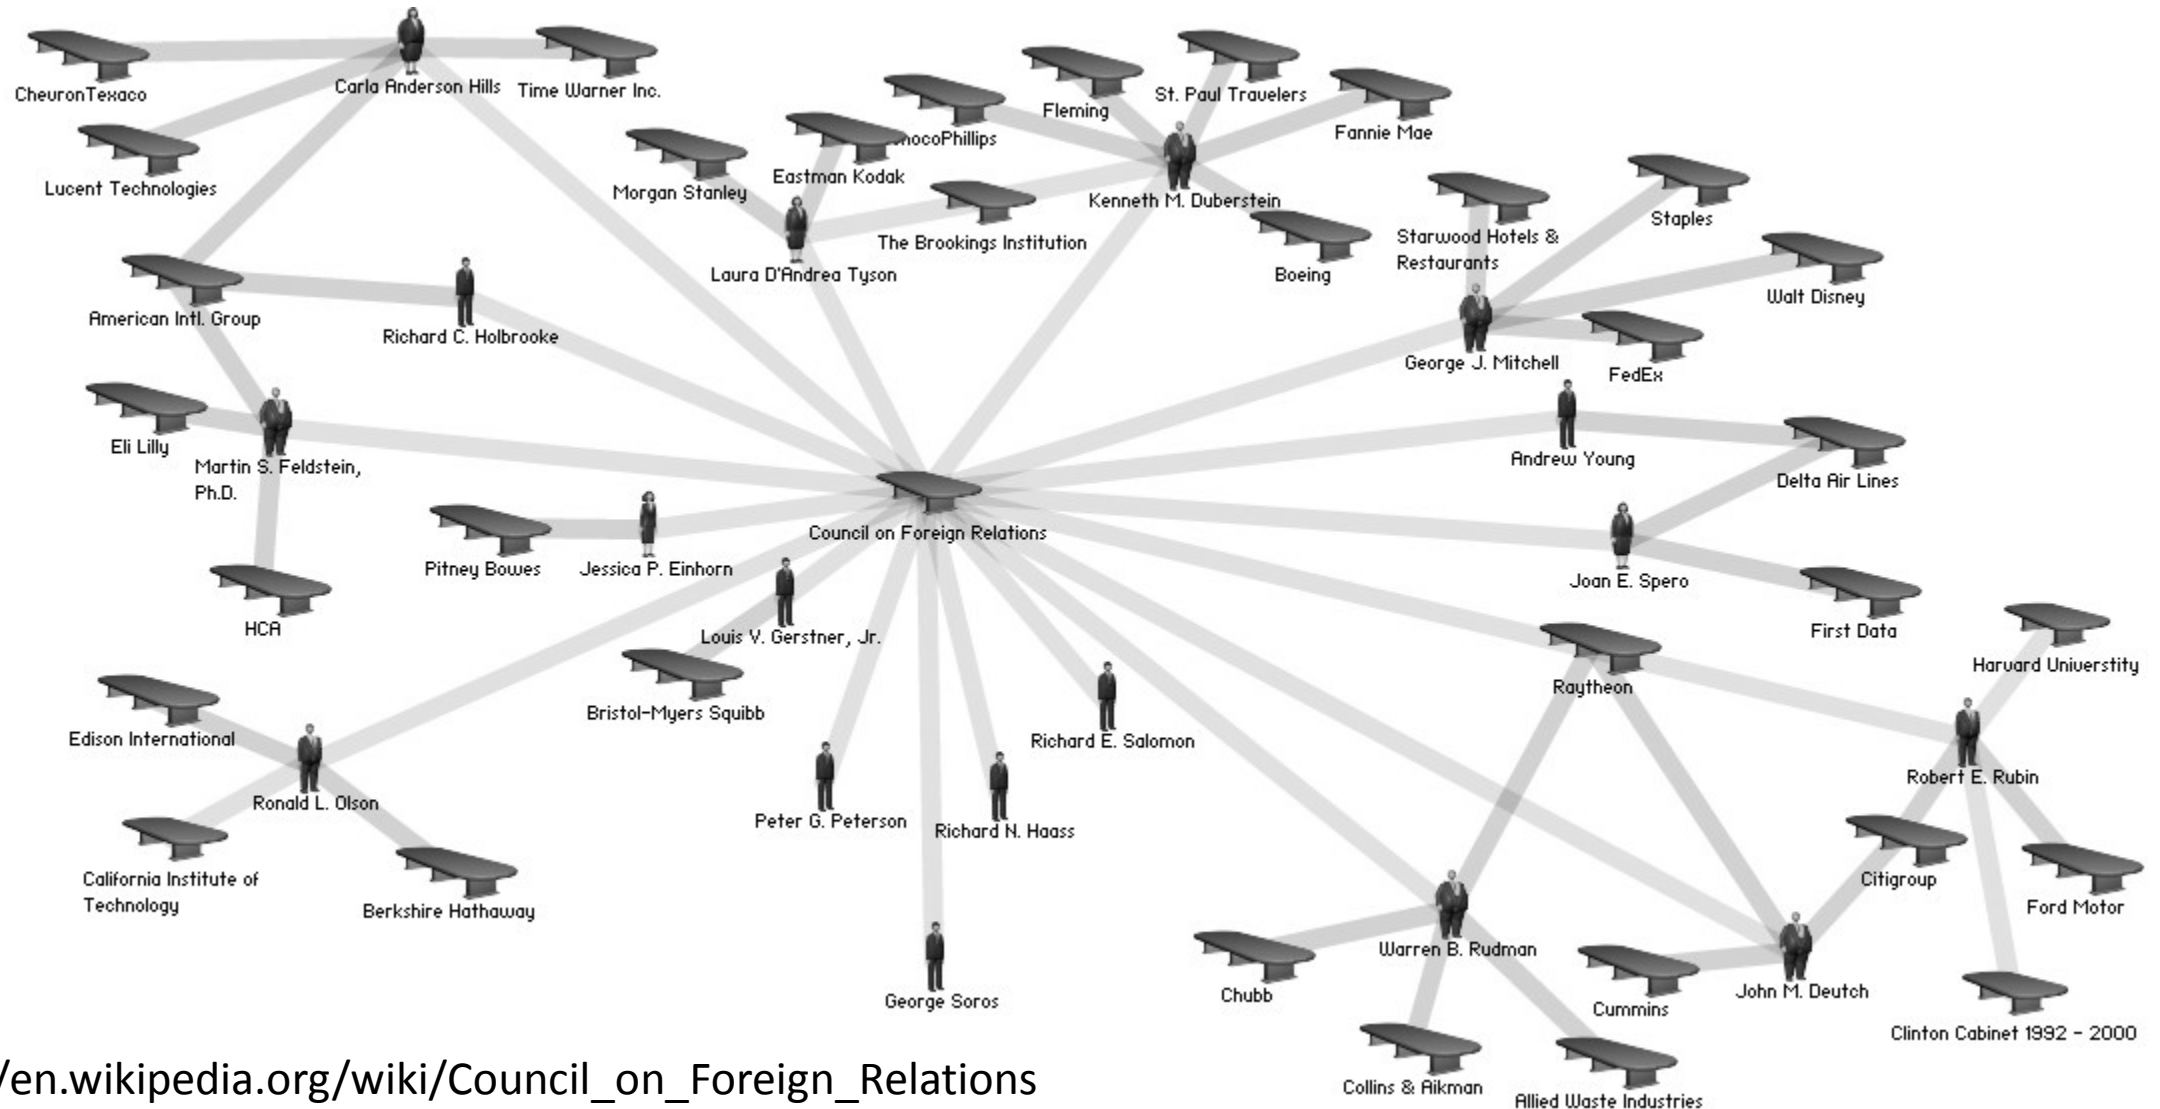 ChevronTexaco
Carla Anderson Hills
Time Warner Inc.
Lucent Technologies
Fleming
St. Paul Travelers
Fannie Mae
nocoPhillips
Morgan Stanley
Eastman Kodak
Kenneth M. Duberstein
The Brookings Institution
Laura D'Andrea Tyson
Boeing
Starwood Hotels &
Restaurants
Staples
Walt Disney
American Intl. Group
Richard C. Holbrooke
George J. Mitchell
FedEx
Eli Lilly
Martin S. Feldstein,
Ph.D.
Andrew Young
Delta Air Lines
Council on Foreign Relations
Pitney Bowes
Jessica P. Einhorn
Joan E. Spero
HCA
Louis V. Gerstner, Jr.
First Data
Harvard Universtity
Raytheon
Bristol-Myers Squibb
Edison International
Richard E. Salomon
Robert E. Rubin
Ronald L. Olson
Peter G. Peterson
Richard N. Haass
California Institute of
Technology
Berkshire Hathaway
Citigroup
Ford Motor
Warren B. Rudman
George Soros
Chubb
Cummins
John M. Deutch
Clinton Cabinet 1992 - 2000
Collins & Aikman
Allied Waste Industries
/en.wikipedia.org/wiki/Council_on_Foreign_Relations